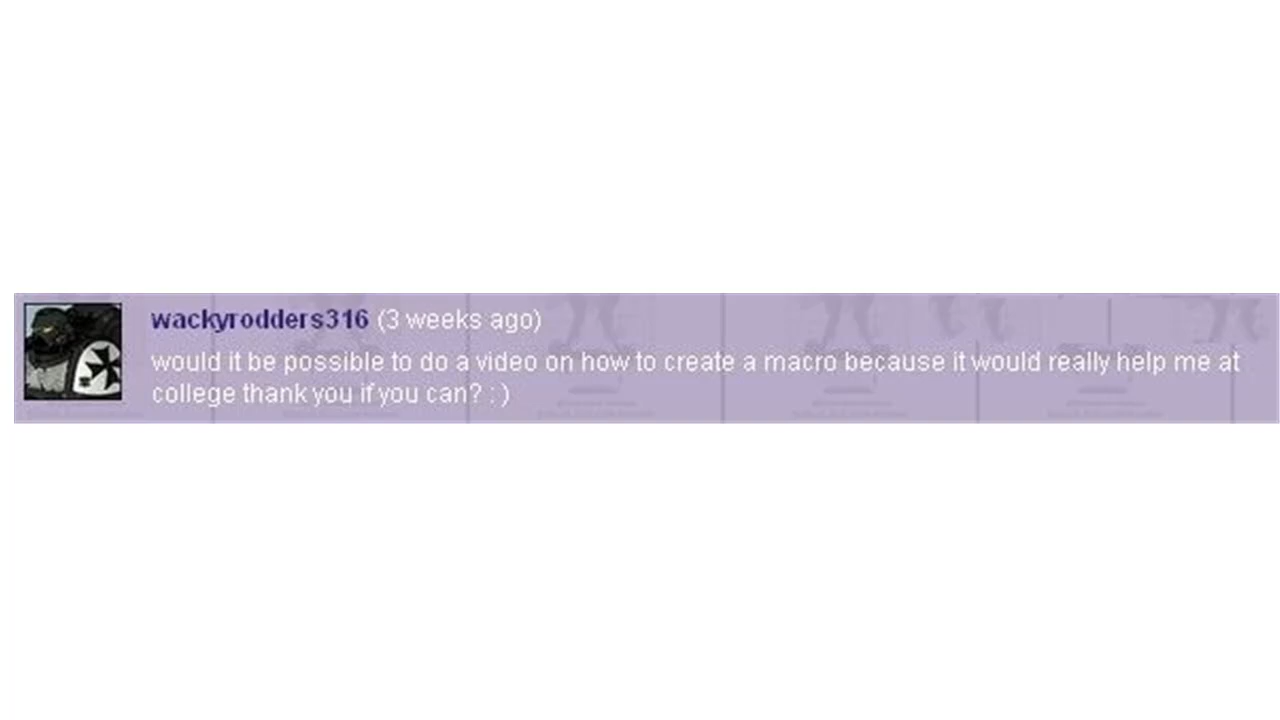 wackyrodders316 (3 weeks ago)
would it be possible to do a video on how to create a macro because it would really help me at
college thank you if you can? : )